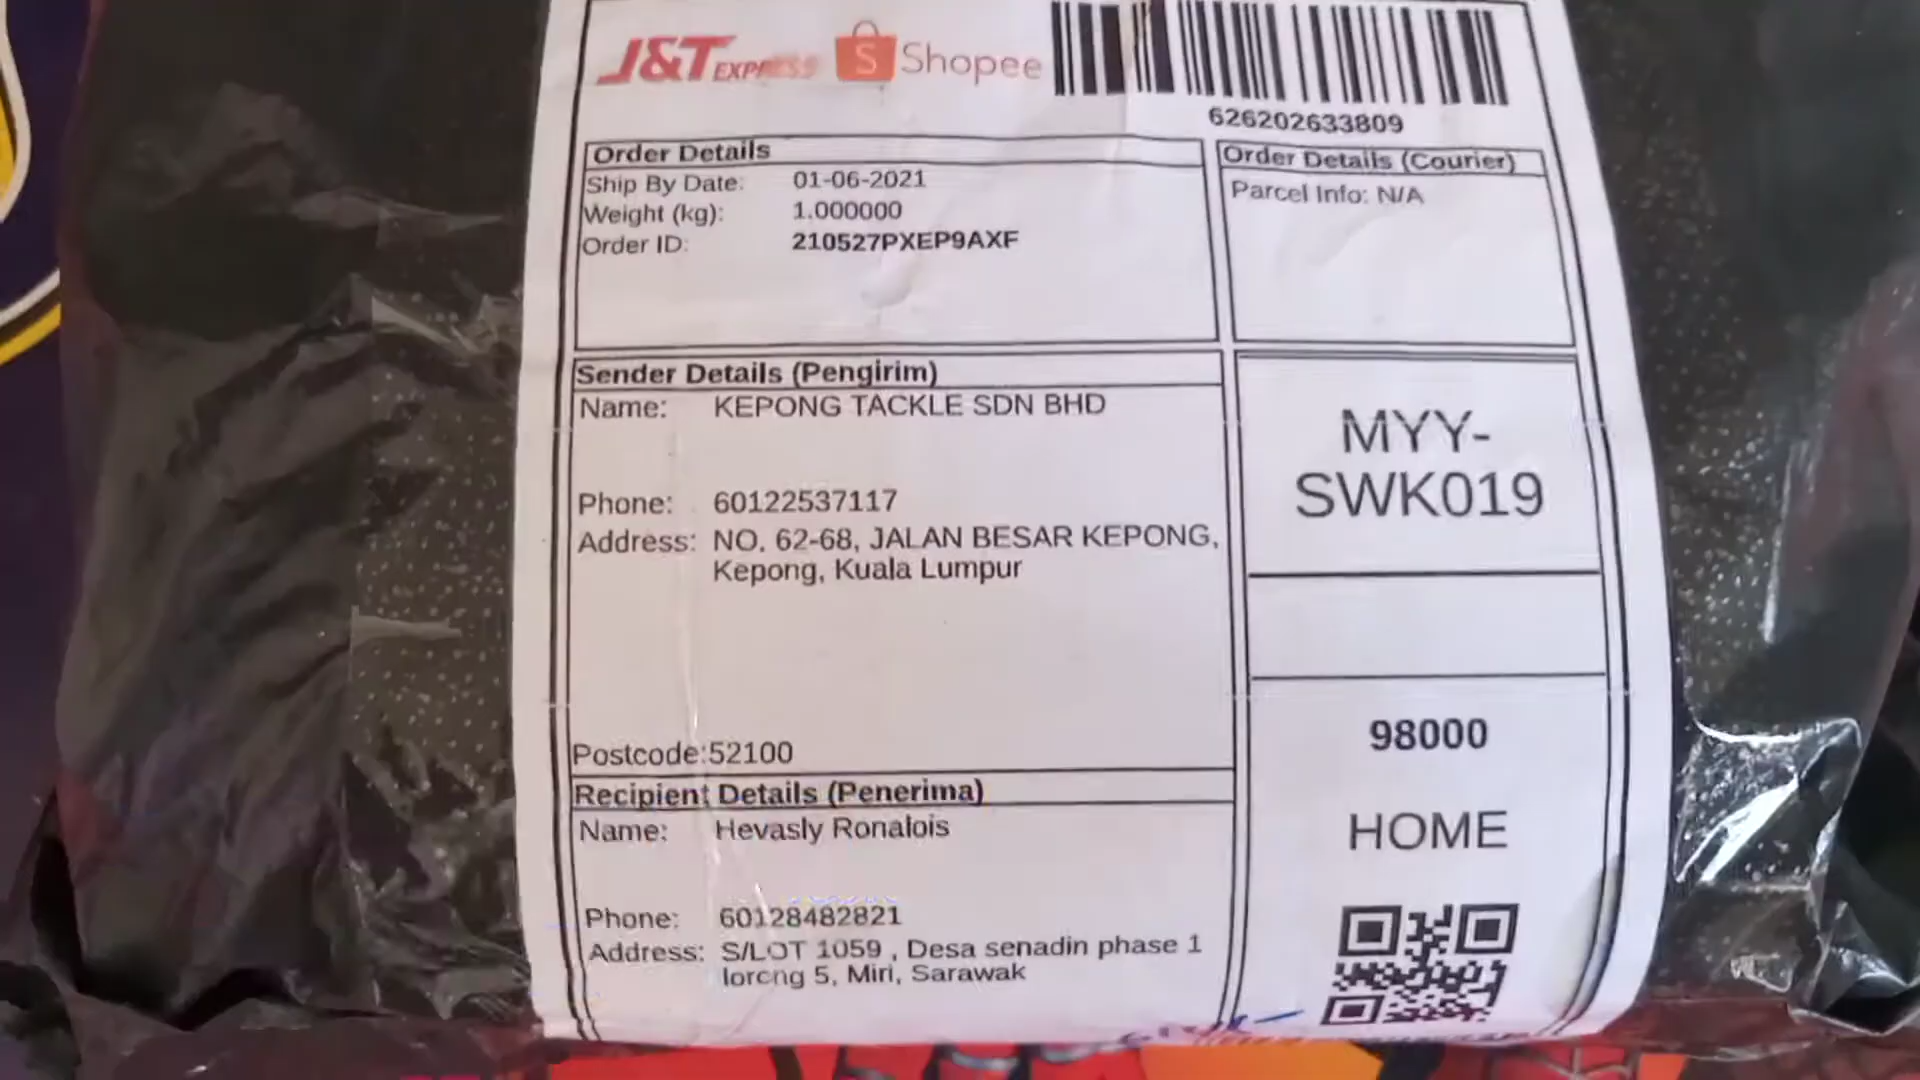 J&T EXPRESS Shopee
626202633809
Order Details
Ship By Date: 01-06-2021
Weight (kg): 1.000000
Order ID: 210527PXEP9AXF
Order Details (Courier)
Parcel Info: N/A
Sender Details (Pengirim)
Name: KEPONG TACKLE SDN BHD
Phone: 60122537117
Address: NO. 62-68, JALAN BESAR KEPONG,
Kepong, Kuala Lumpur
Postcode:52100
MYY-
SWK019
98000
HOME
Recipient Details (Penerima)
Name: Hevasly Ronalois
Phone: 60128482821
Address: S/LOT 1059 , Desa senadin phase 1
lorong 5, Miri, Sarawak